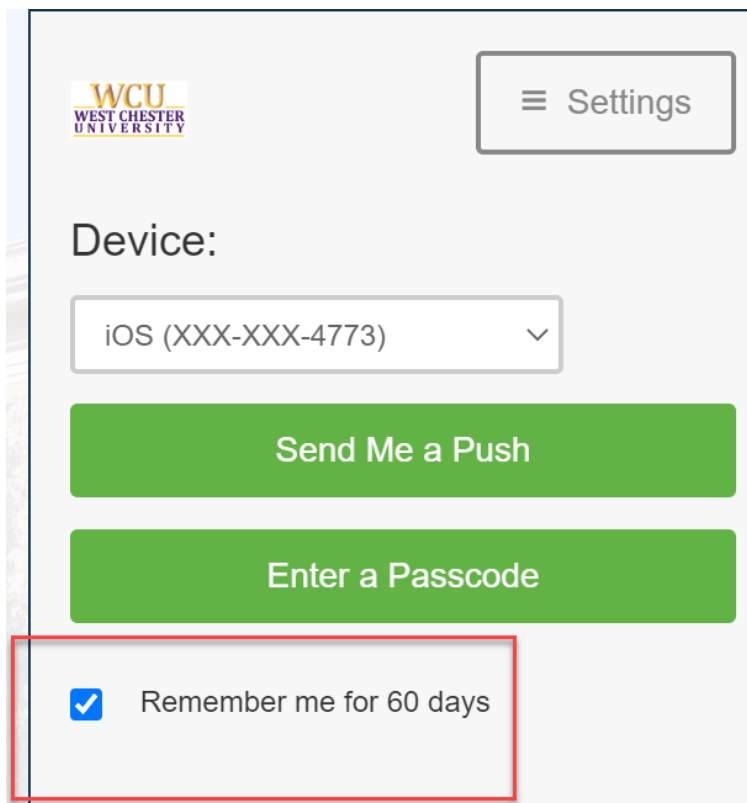 WCU
WEST CHESTER
UNIVERSITY
Settings
Device:
iOS (XXX-XXX-4773)
Send Me a Push
Enter a Passcode
Remember me for 60 days